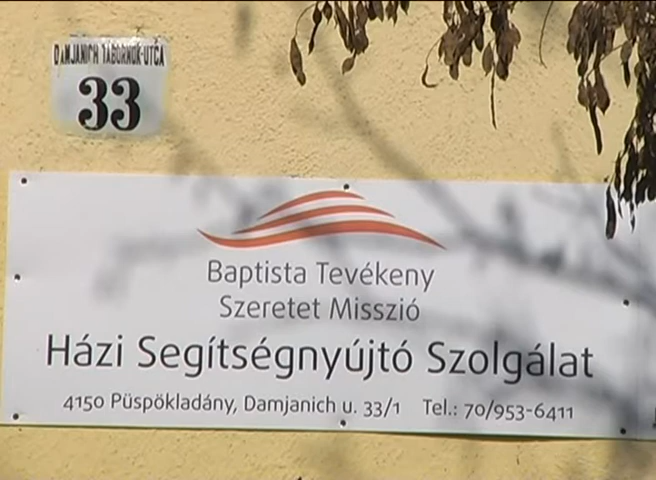 DAMJANICH TÁBORNOK-UTCA
33
Baptista Tevékeny
Szeretet Misszió
Házi Segítségnyújtó Szolgálat
4150 Püspökladány, Damjanich u. 33/1 Tel.: 70/953-6411